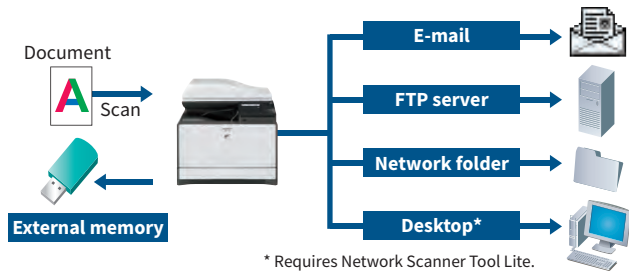 Document
A
Scan
External memory
E-mail
FTP server
Network folder
Desktop*
* Requires Network Scanner Tool Lite.